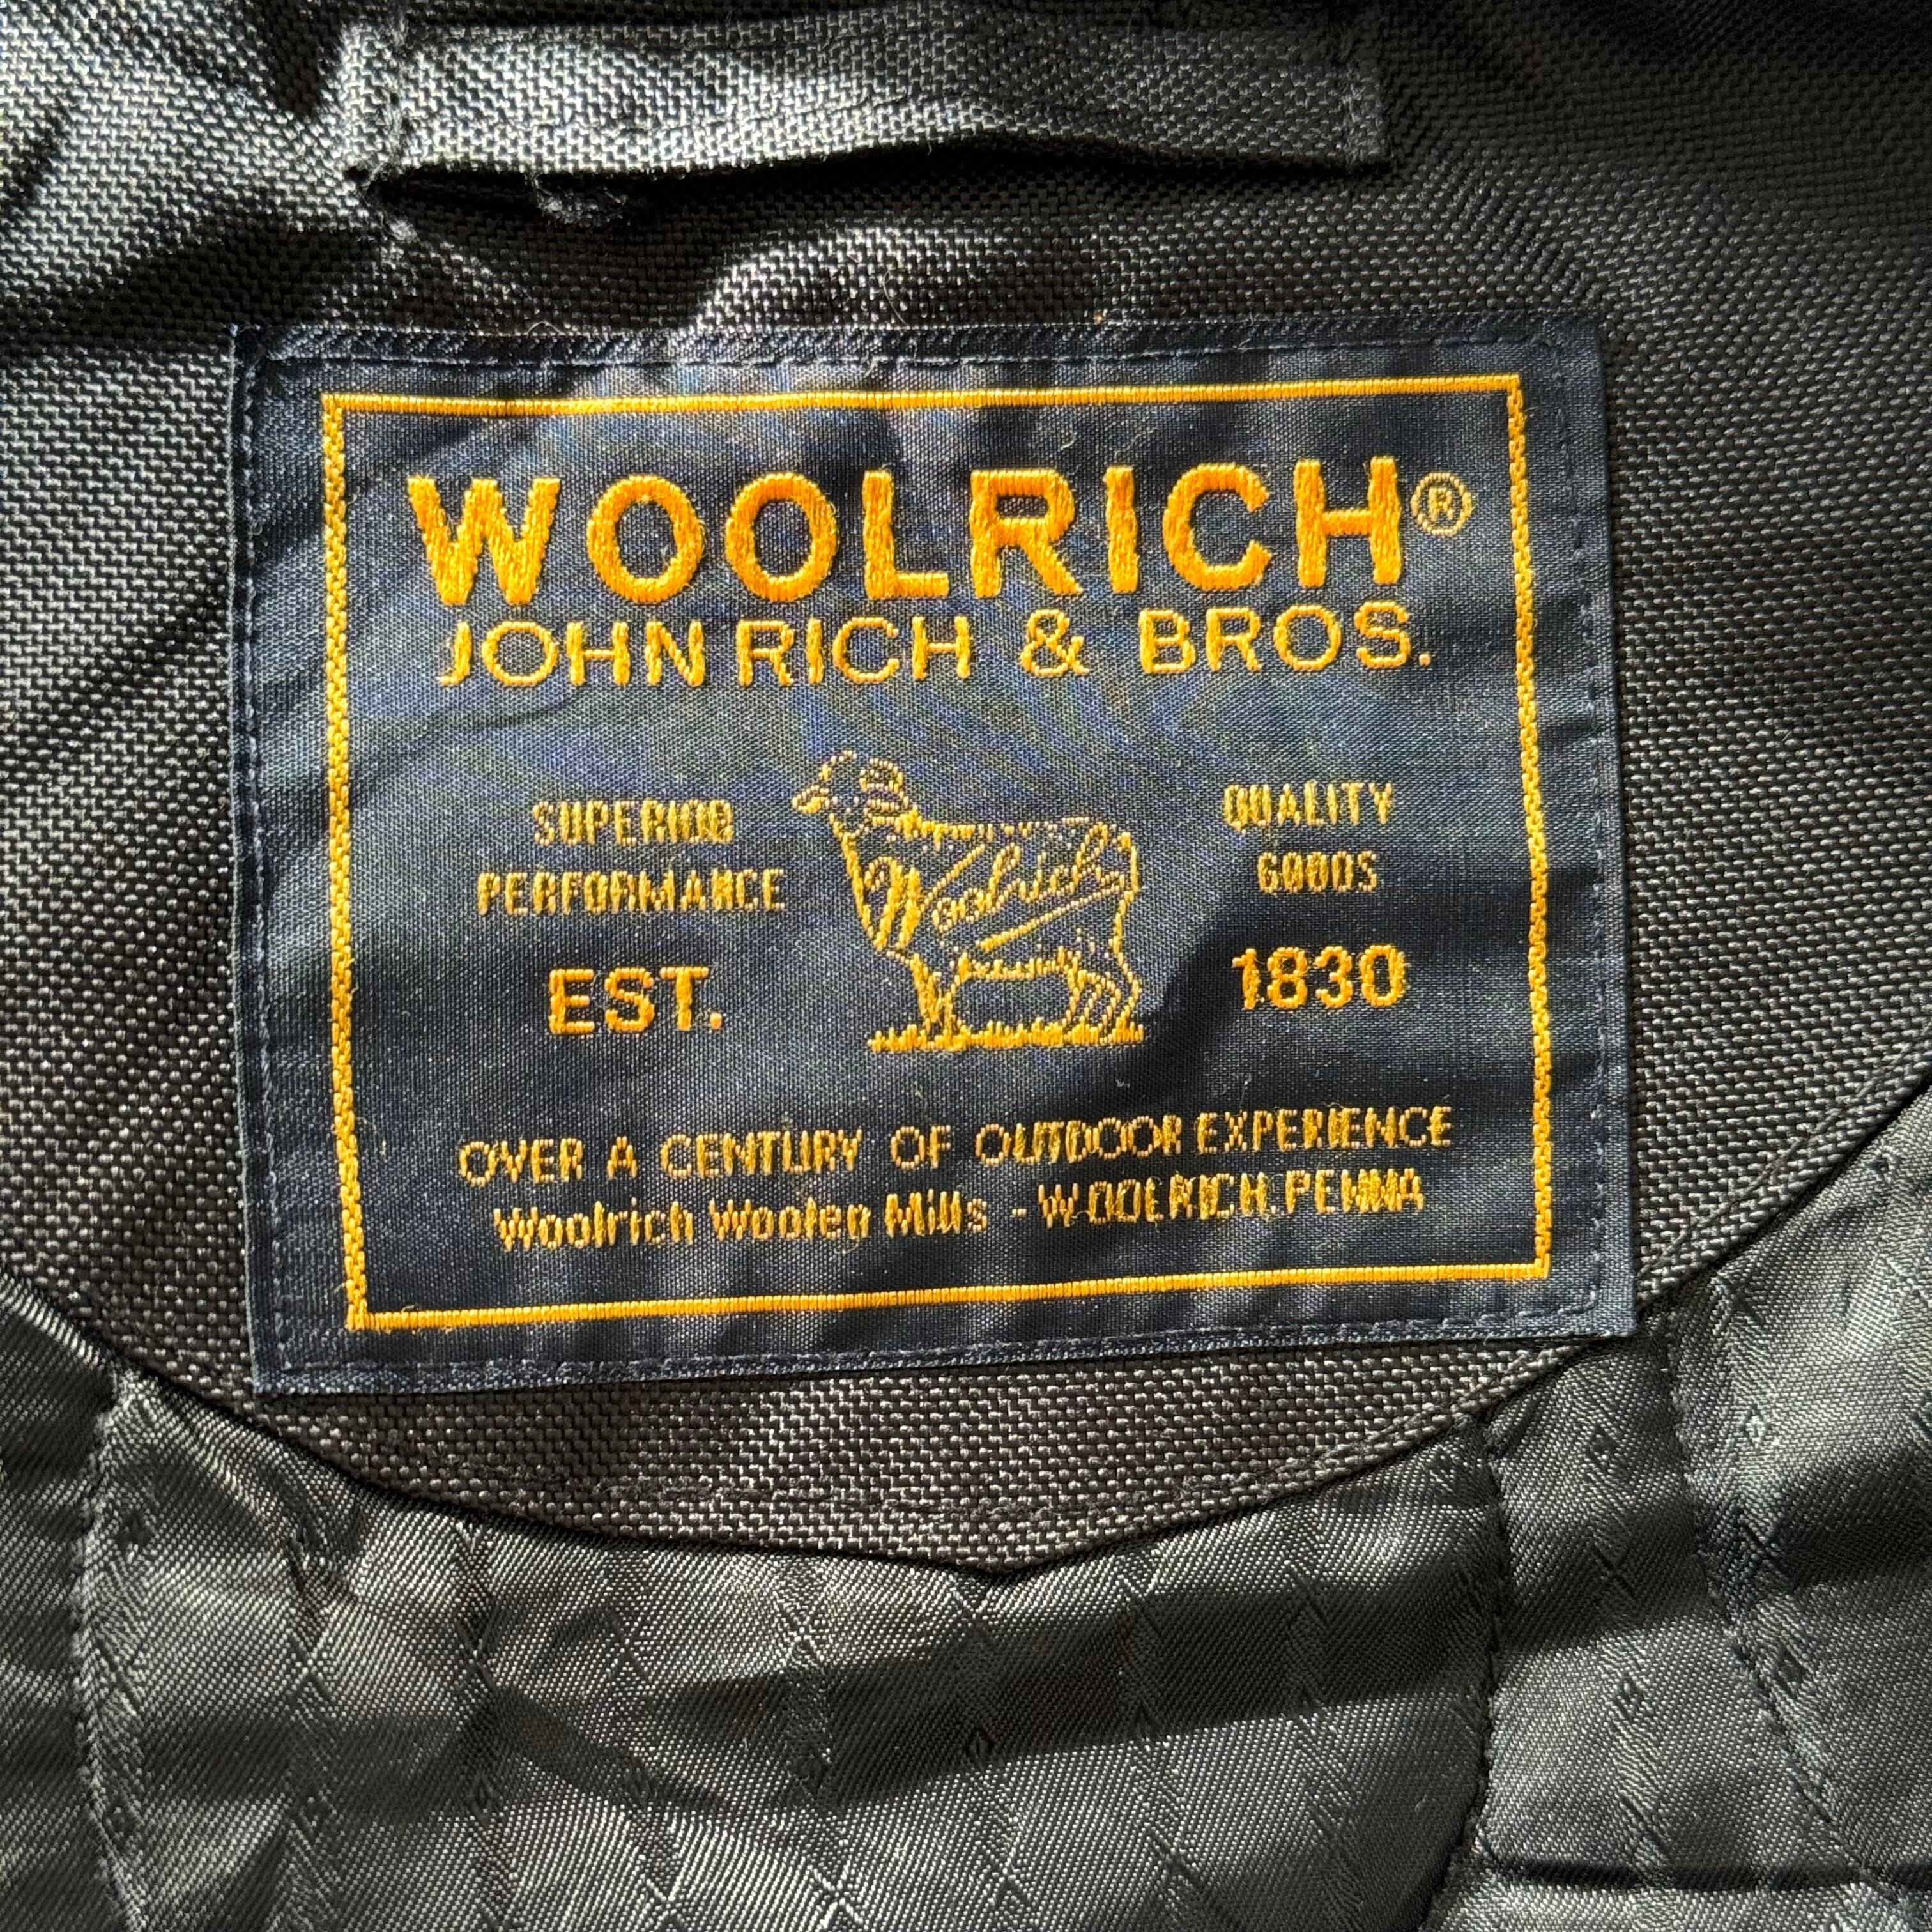 WOOLRICH®
JOHN RICH & BROS.
SUPERIOR
PERFORMANCE
QUALITY
GOODS
Woolrich
EST. 1830
OVER A CENTURY OF OUTDOOR EXPERIENCE
Woolrich Woolen Mills - WOOLRICH, PENNA